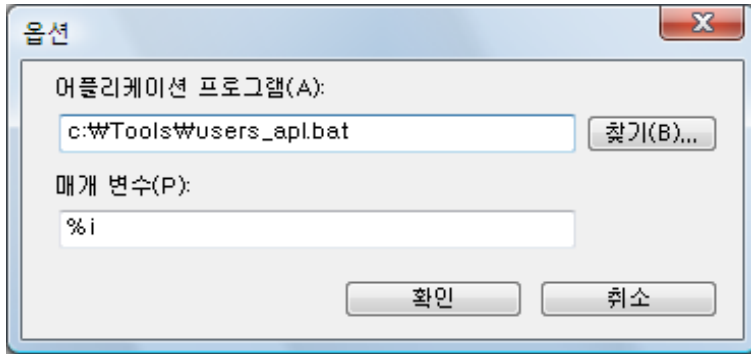 옵션
어플리케이션 프로그램(A):
c:₩Tools₩users_apl.bat
찾기(B)...
매개 변수(P):
%i
확인
취소